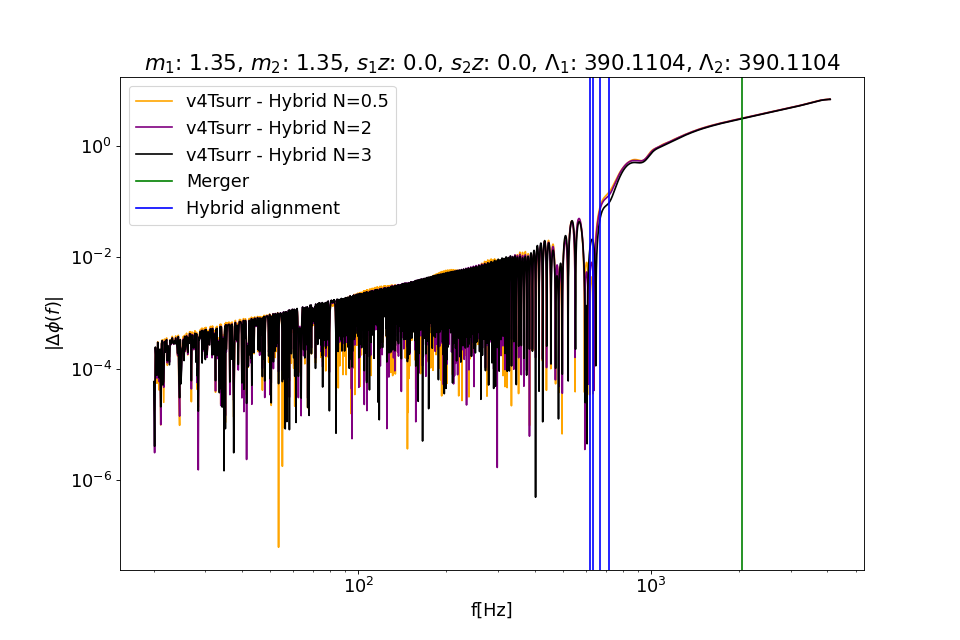 m₁: 1.35, m₂: 1.35, s₁z: 0.0, s₂z: 0.0, Λ₁: 390.1104, Λ₂: 390.1104
v4Tsurr - Hybrid N=0.5
v4Tsurr - Hybrid N=2
v4Tsurr - Hybrid N=3
Merger
Hybrid alignment
|Δϕ(f)|
10⁰
10⁻²
10⁻⁴
10⁻⁶
10² 10³
f[Hz]